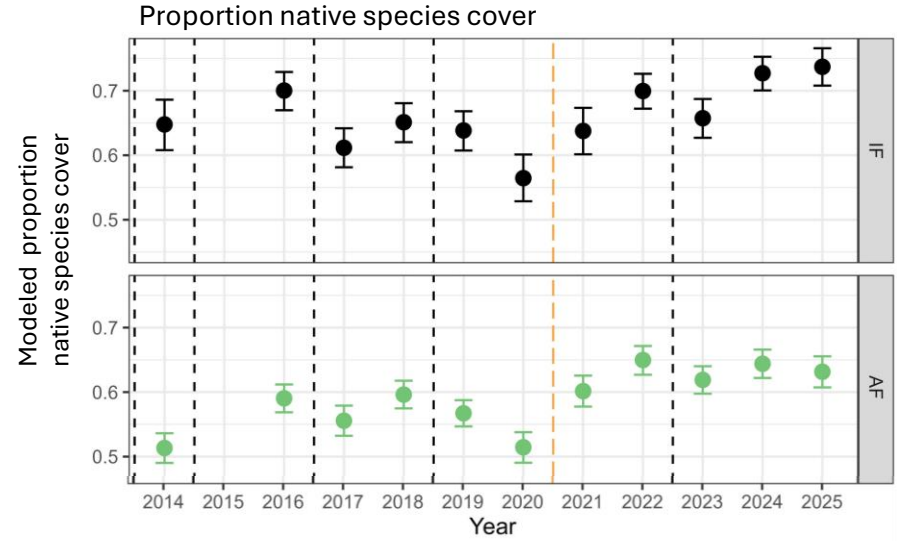 Proportion native species cover
Modeled proportion
native species cover
0.7
0.6
0.5
IF
0.7
0.6
0.5
AF
2014 2015 2016 2017 2018 2019 2020 2021 2022 2023 2024 2025
Year